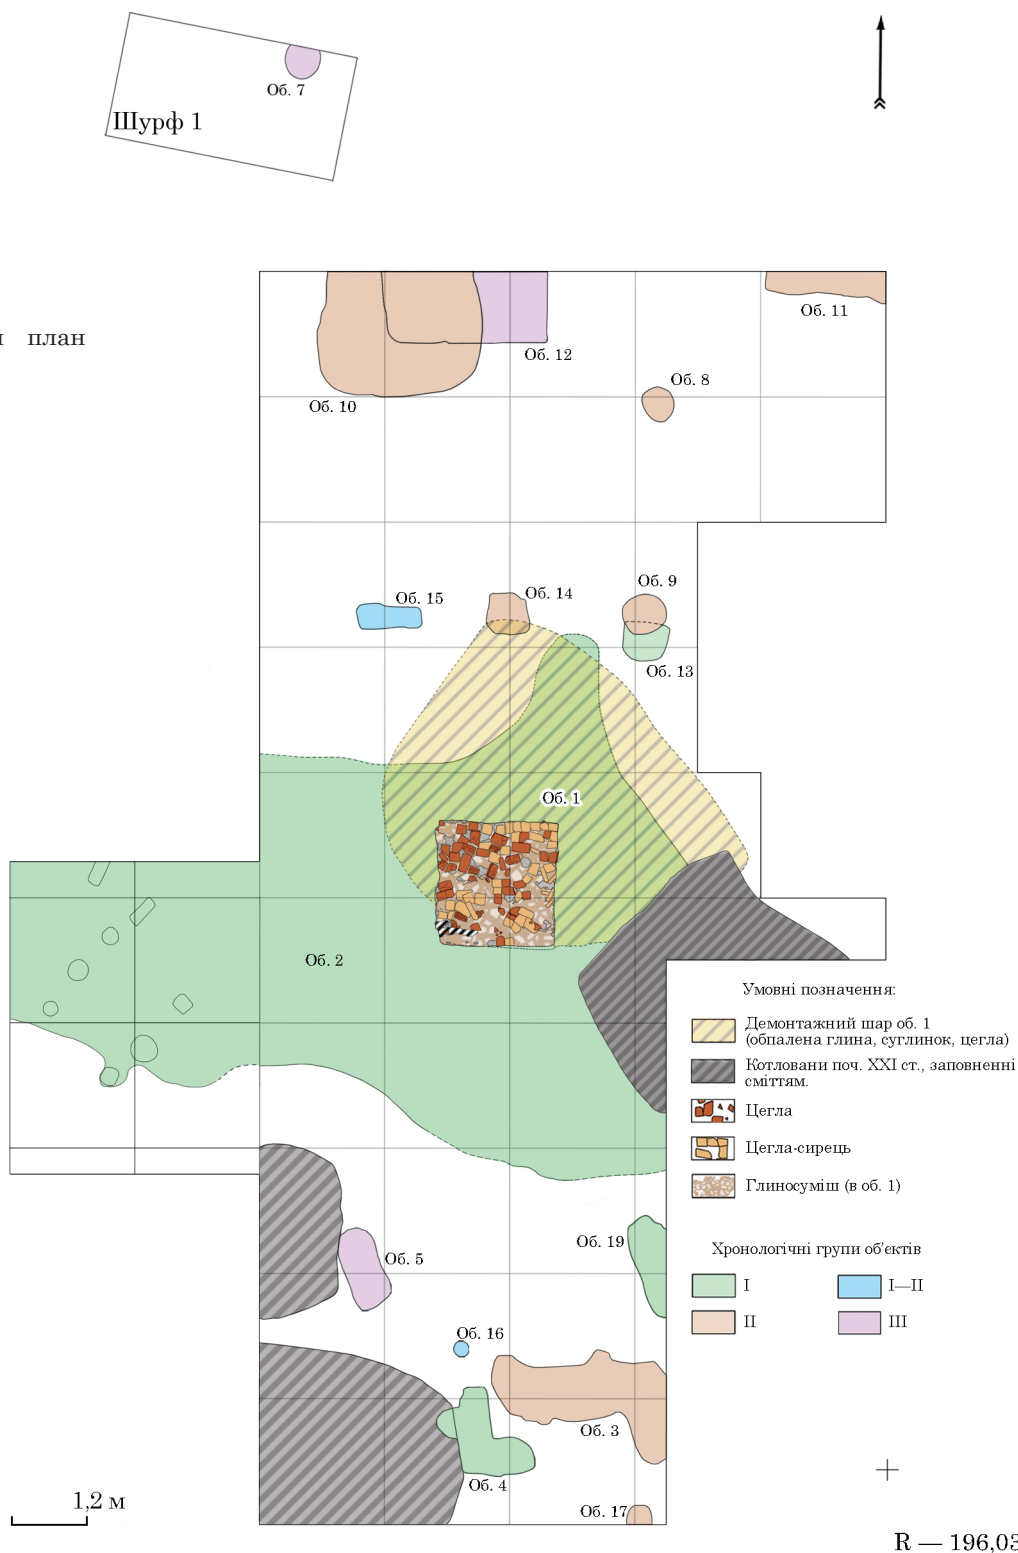 Об. 7
Шурф 1
план
Об. 11
Об. 12
Об. 8
Об. 10
Об. 9
Об. 14
Об. 15
Об. 13
Об. 1
Об. 2
Умовні позначення:
Демонтажний шар об. 1
(обпалена глина, суглинок, цегла)
Котловани поч. XXI ст., заповненні
сміттям.
Цегла
Цегла-сирець
Глиносуміш (в об. 1)
Хронологічні групи об'єктів
I
I—II
II
III
Об. 19
Об. 5
Об. 16
Об. 3
Об. 4
Об. 17
1,2 м
R — 196,03